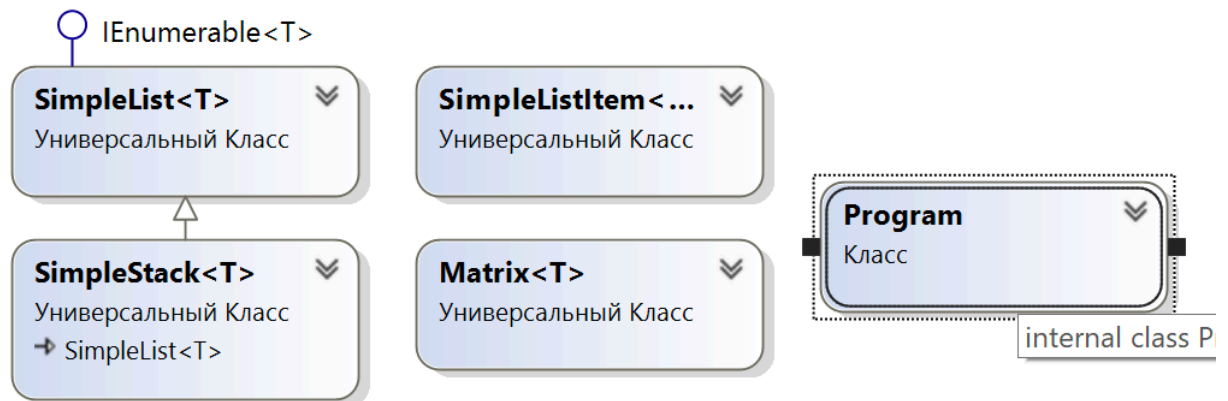 IEnumerable<T>
SimpleList<T>
Универсальный Класс
SimpleListItem<...
Универсальный Класс
Program
Класс
SimpleStack<T>
Универсальный Класс
SimpleList<T>
Matrix<T>
Универсальный Класс
internal class P